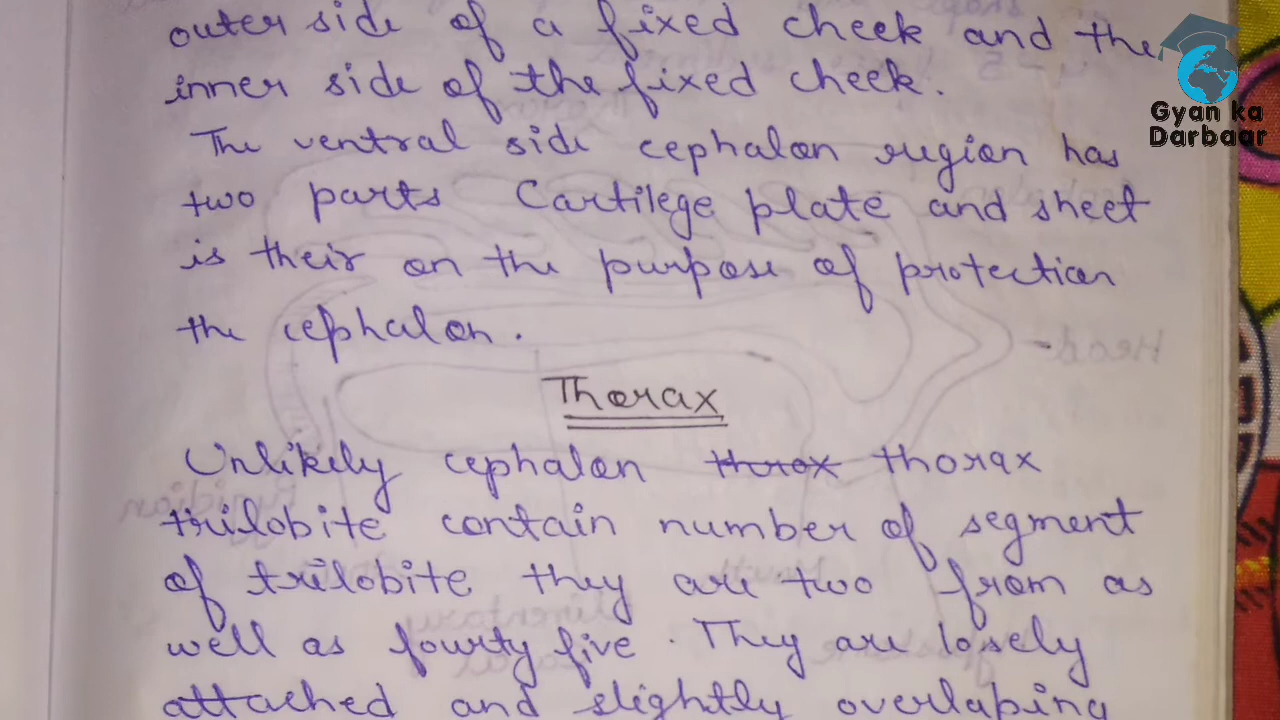 outer side of a fixed cheek and the
inner side of the fixed cheek.
The ventral side cephalon region has
two parts Cartilege plate and sheet
is their on the purpose of protection
the cephalon.
Thorax
Unlikely cephalon thorax thorax
trilobite contain number of segment
of trilobite they are two from as
well as fourty five. They are losely
attached and slightly overlaping
Gyan ka
Darbaar